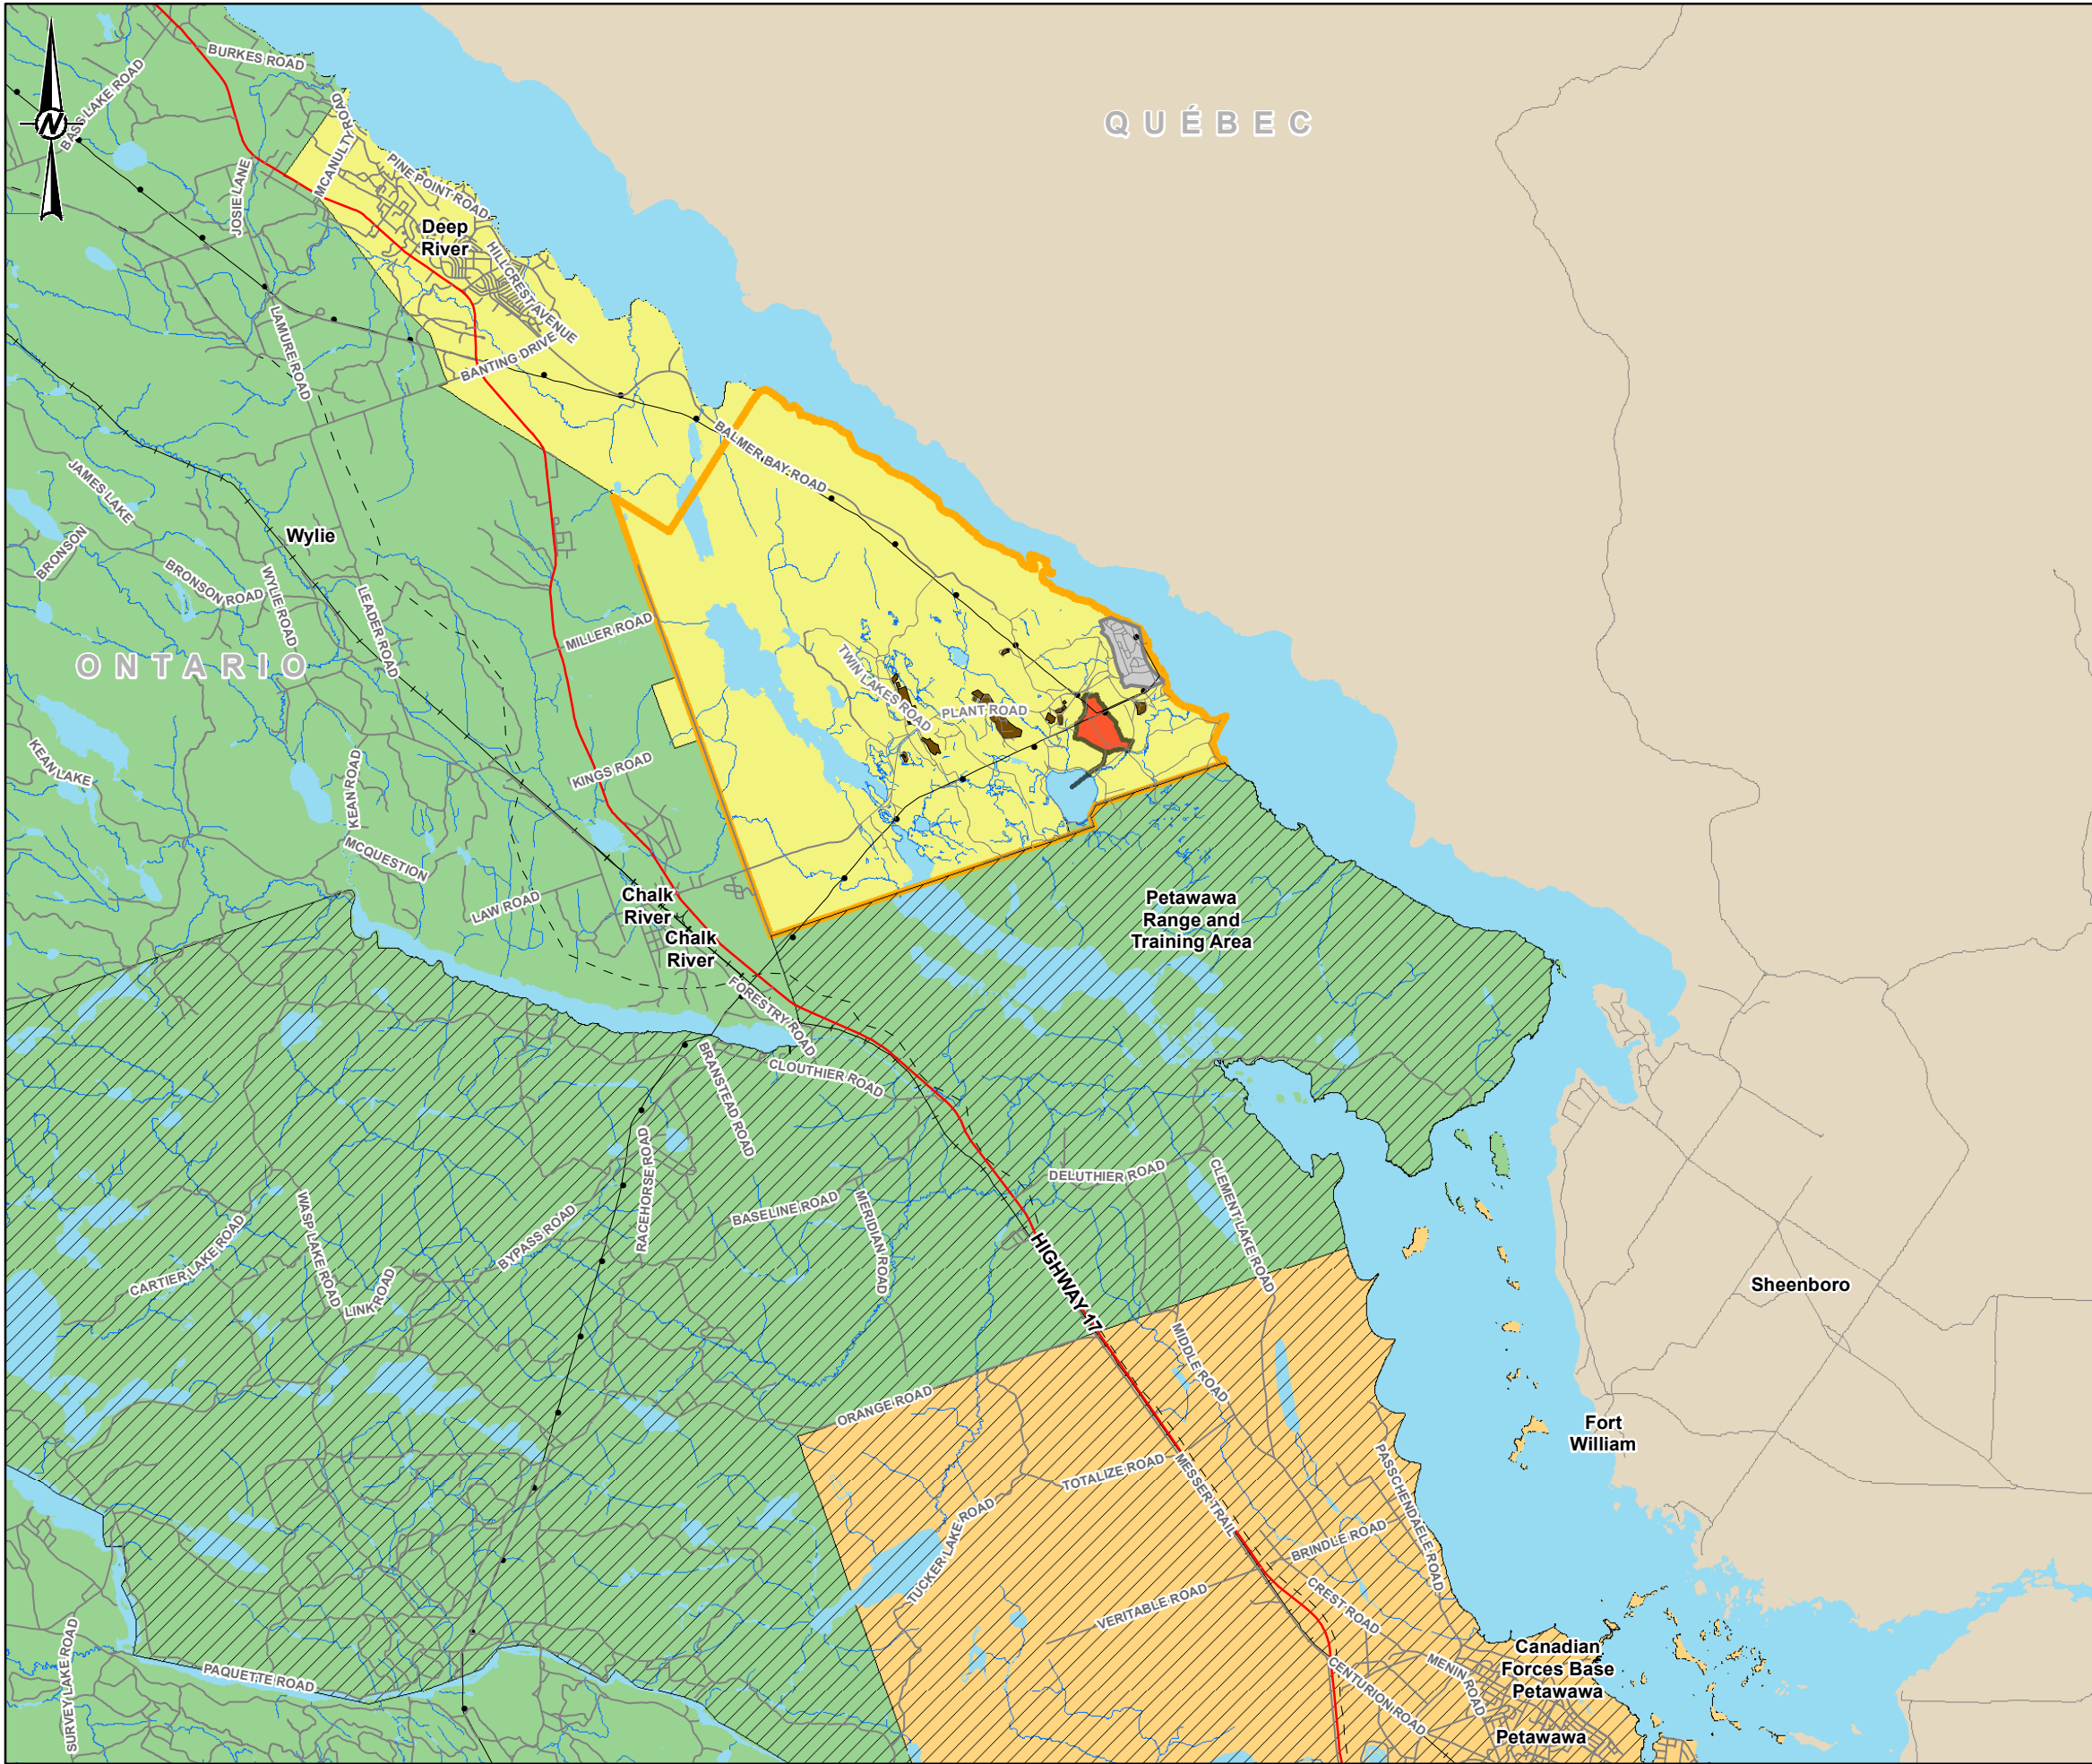 BURKES ROAD
BASS LAKE ROAD
N
QUÉBEC
MCANULTY ROAD
PINE POINT ROAD
JOSIE LANE
Deep
River
HILLCREST AVENUE
LAMURE ROAD
BANTING DRIVE
BALMER BAY ROAD
JAMES LAKE
Wylie
BRONSON
BRONSON ROAD
WYLIE ROAD
LEADER ROAD
MILLER ROAD
ONTARIO
TWIN LAKES ROAD
PLANT ROAD
KEAN LAKE
KEAN ROAD
KINGS ROAD
MCQUESTION
LAW ROAD
Chalk
River
Chalk
River
Petawawa
Range and
Training Area
FORESTRY ROAD
CLOUTHIER ROAD
BRANSTEAD ROAD
RACEHORSE ROAD
DELUTHIER ROAD
CLEMENT LAKE ROAD
BASELINE ROAD
MERIDIAN ROAD
WASP LAKE ROAD
CARTIER LAKE ROAD
BYPASS ROAD
LINK ROAD
HIGHWAY 17
Sheenboro
MIDDLE ROAD
ORANGE ROAD
Fort
William
TOTALIZE ROAD
MESSER TRAIL
PASSCHENDAELE ROAD
TUCKER LAKE ROAD
BRINDLE ROAD
VERITABLE ROAD
CREST ROAD
SURVEY LAKE ROAD
PAQUETTE ROAD
CENTURION ROAD
MENIN ROAD
Canadian
Forces Base
Petawawa
Petawawa